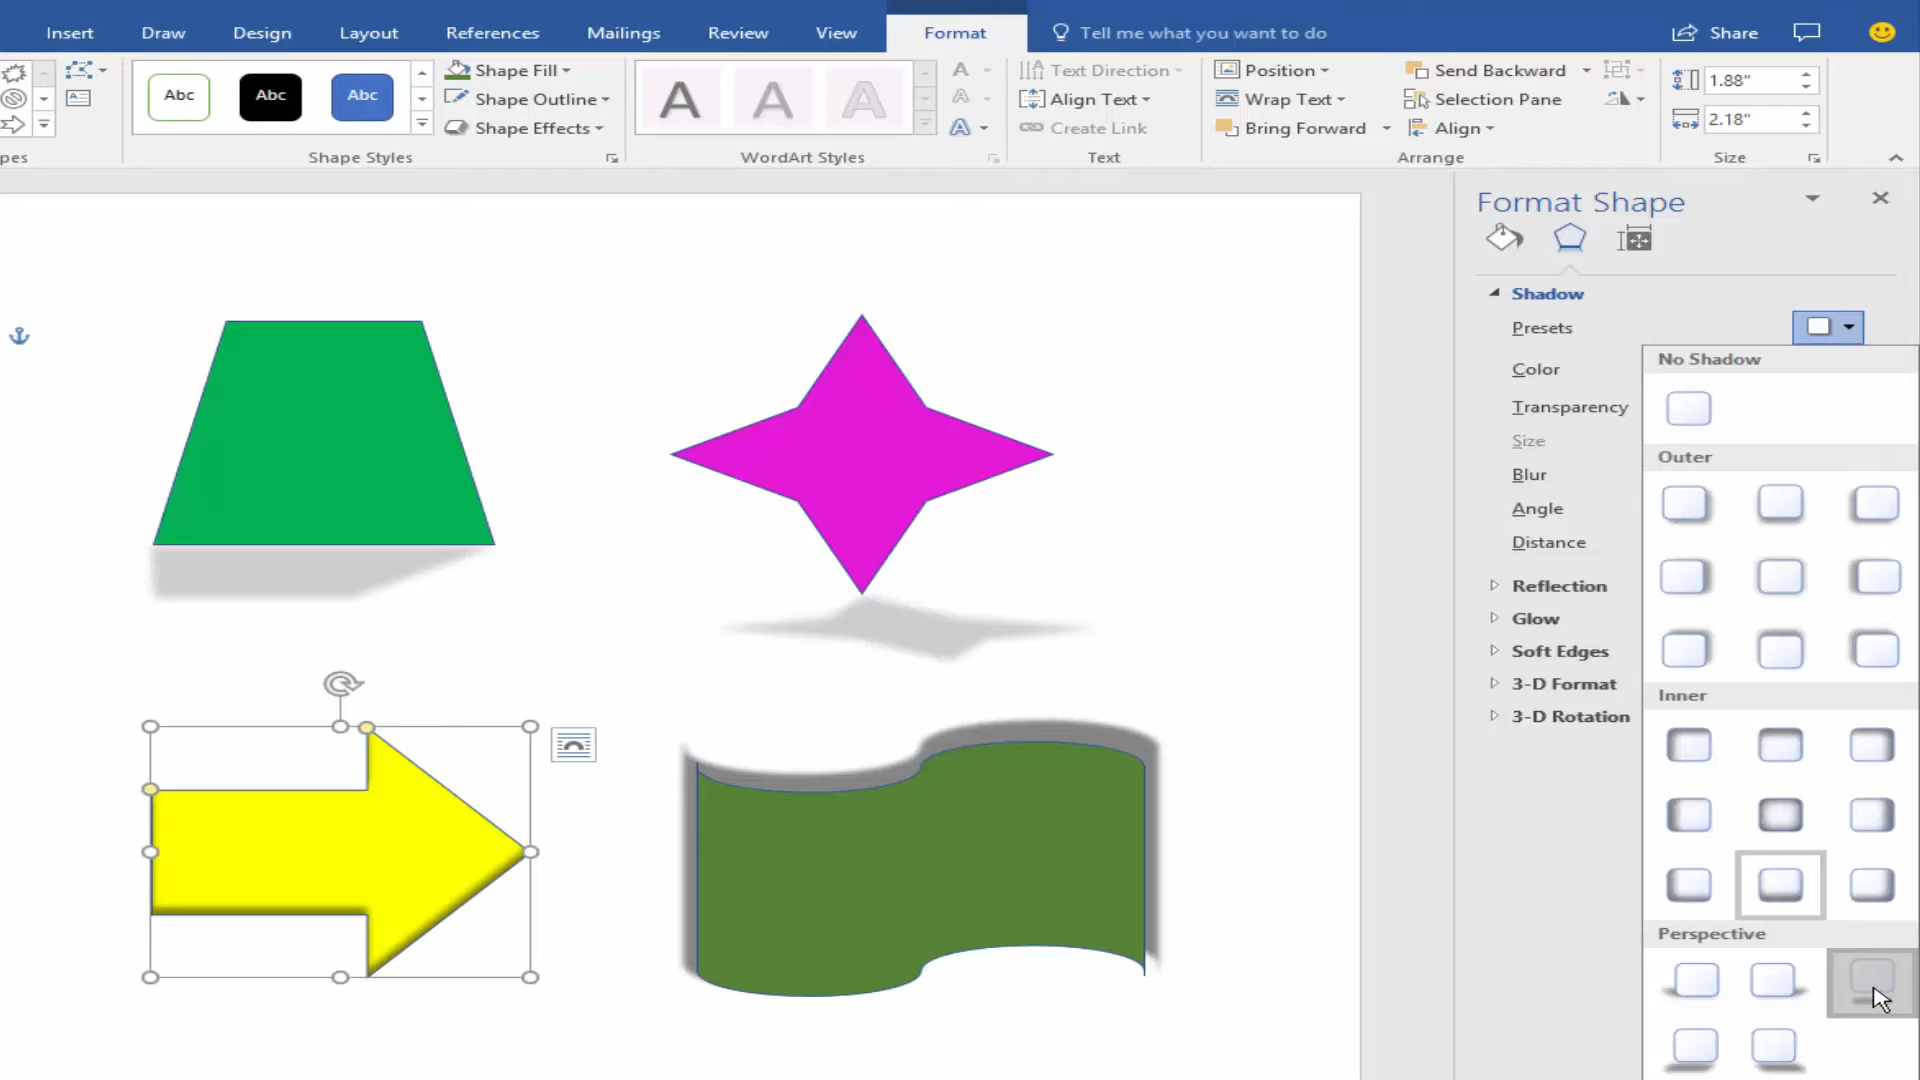 Insert Draw Design Layout References Mailings Review View Format Tell me what you want to do Share
Abc Abc Abc
Shape Fill
Shape Outline
Shape Effects
A A A
A
A
A
Text Direction
Align Text
Create Link
Position
Wrap Text
Bring Forward
Send Backward
Selection Pane
Align
1.88"
2.18"
pes Shape Styles WordArt Styles Text Arrange Size
Format Shape
Shadow
Presets
No Shadow
Color
Transparency
Size
Outer
Blur
Angle
Distance
Reflection
Glow
Soft Edges
3-D Format
Inner
3-D Rotation
Perspective